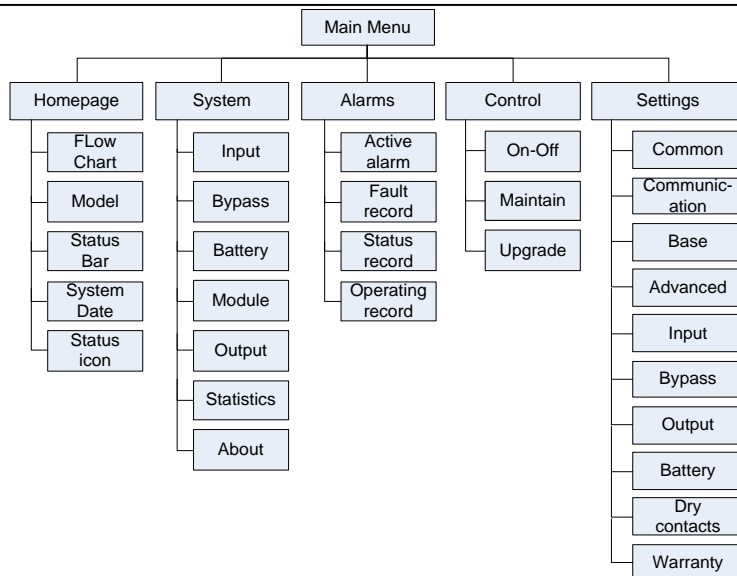 Main Menu
Homepage
FLow
Chart
Model
Status
Bar
System
Date
Status
icon
System
Input
Bypass
Battery
Module
Output
Statistics
About
Alarms
Active
alarm
Fault
record
Status
record
Operating
record
Control
On-Off
Maintain
Upgrade
Settings
Common
Communic-
ation
Base
Advanced
Input
Bypass
Output
Battery
Dry
contacts
Warranty